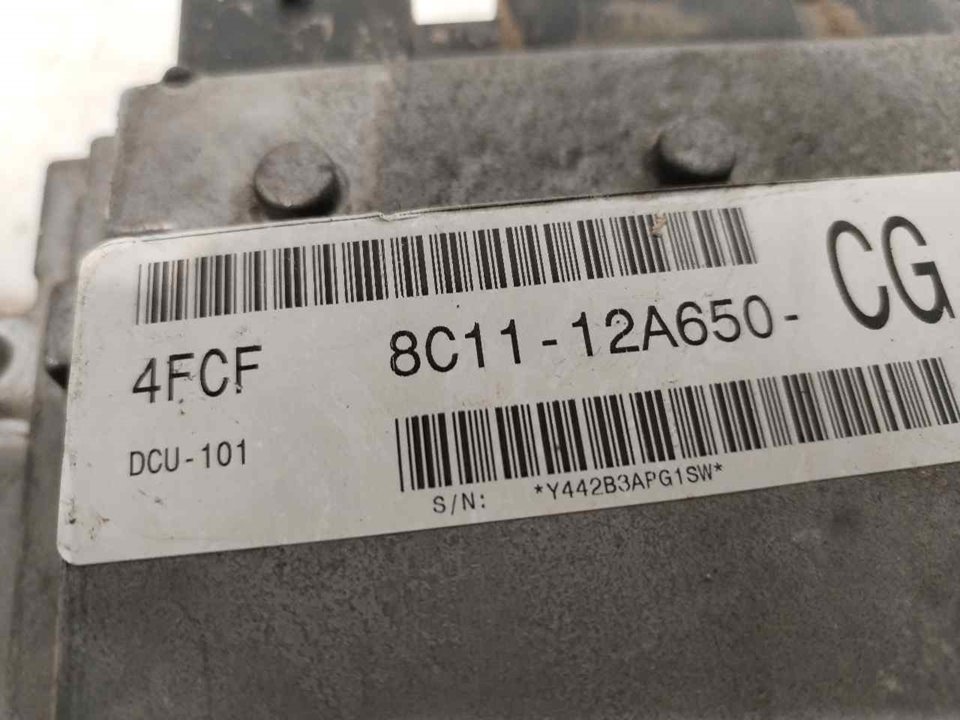 4FCF 8C11-12A650- CG
DCU-101
S/N: *Y442B3APG1SW*